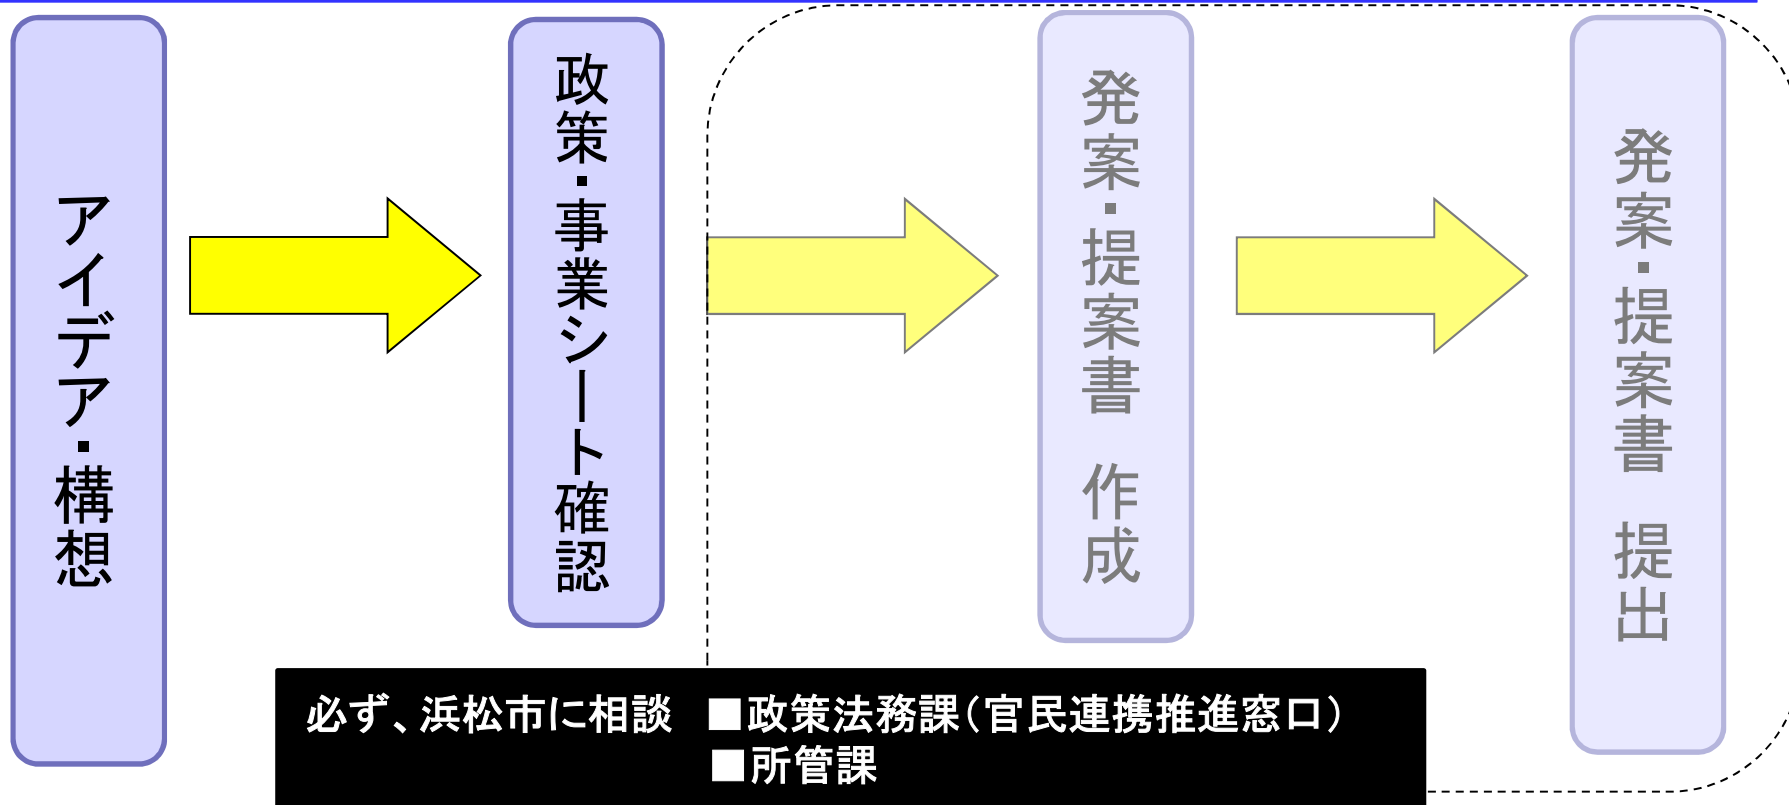 アイデア・構想
政策・事業シート確認
発案・提案書　作成
発案・提案書　提出
必ず、浜松市に相談　■政策法務課（官民連携推進窓口）
■所管課